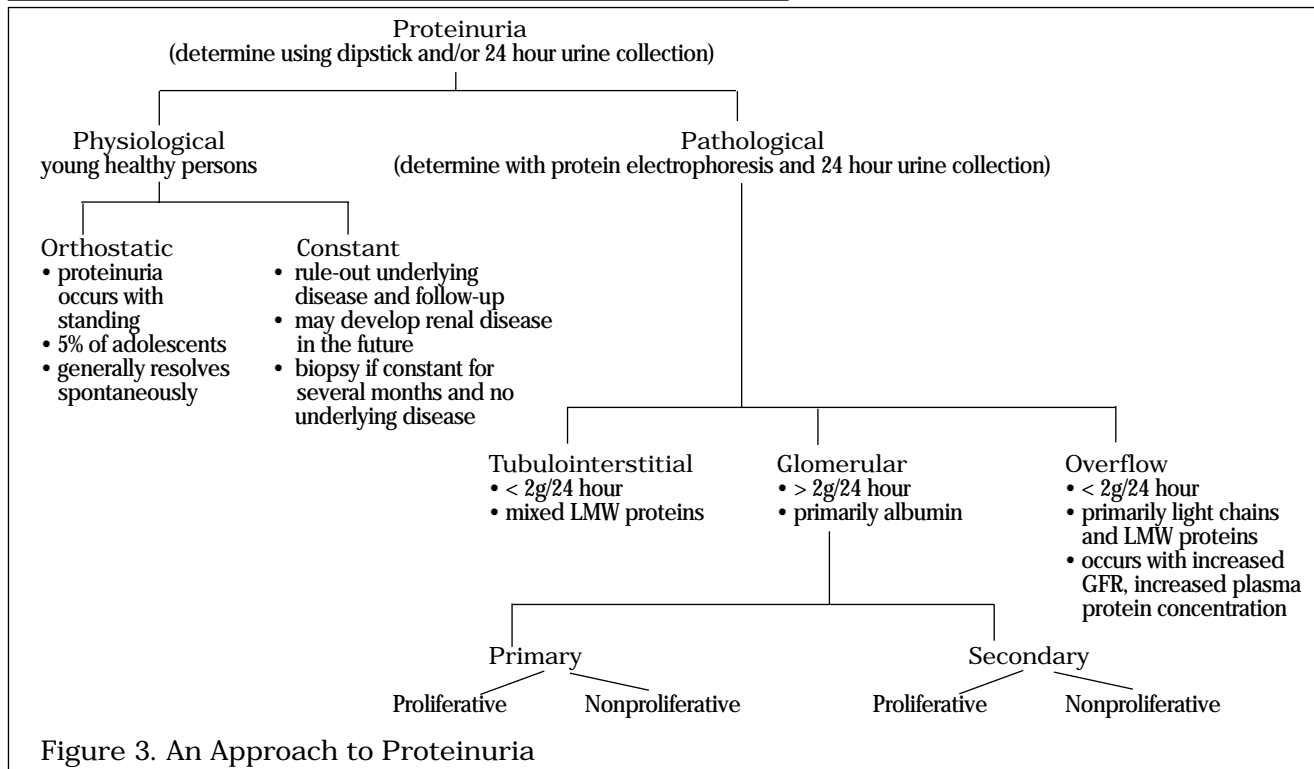 Proteinuria
(determine using dipstick and/or 24 hour urine collection)
Physiological
young healthy persons
Pathological
(determine with protein electrophoresis and 24 hour urine collection)
Orthostatic
• proteinuria
occurs with
standing
• 5% of adolescents
• generally resolves
spontaneously
Constant
• rule-out underlying
disease and follow-up
• may develop renal disease
in the future
• biopsy if constant for
several months and no
underlying disease
Tubulointerstitial
• < 2g/24 hour
• mixed LMW proteins
Glomerular
• > 2g/24 hour
• primarily albumin
Overflow
• < 2g/24 hour
• primarily light chains
and LMW proteins
• occurs with increased
GFR, increased plasma
protein concentration
Primary
Proliferative
Nonproliferative
Secondary
Proliferative
Nonproliferative
Figure 3. An Approach to Proteinuria